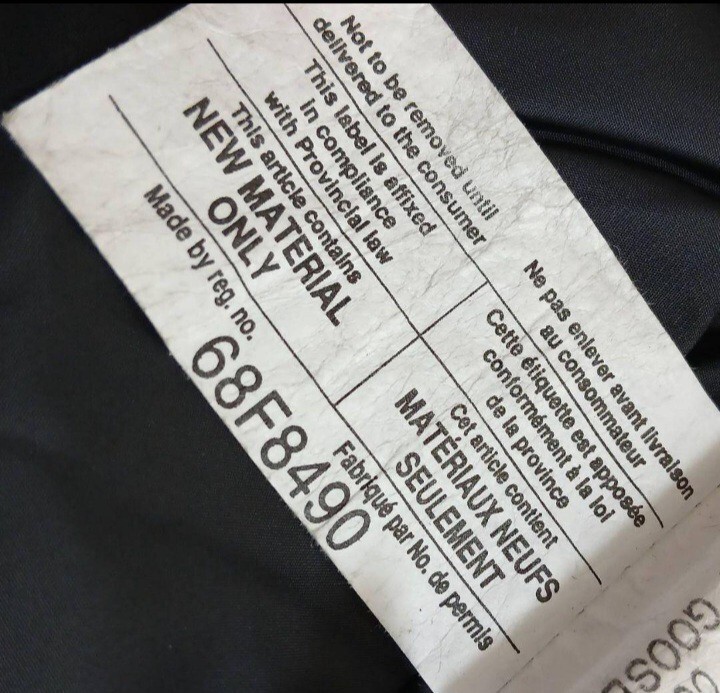 Not to be removed until
delivered to the consumer
Ne pas enlever avant livraison
au consommateur
This label is affixed
in compliance
with Provincial law
Cette étiquette est apposée
conformément à la loi
de la province
This article contains
NEW MATERIAL
ONLY
Cet article contient
MATÉRIAUX NEUFS
SEULEMENT
Made by reg. no.
Fabriqué par No. de permis
68F8490